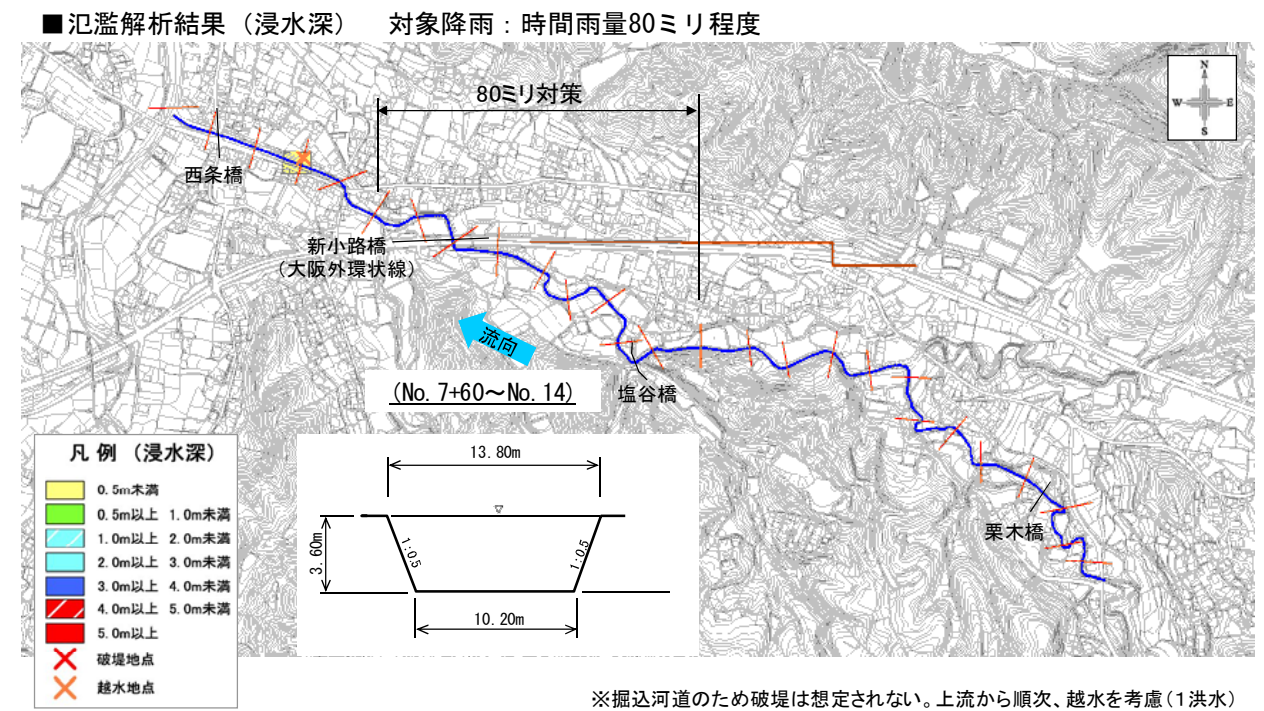 ■氾濫解析結果（浸水深）　対象降雨：時間雨量80ミリ程度
80ミリ対策
N
W E
S
西条橋
新小路橋
（大阪外環状線）
流向
(No. 7+60～No. 14)
塩谷橋
栗木橋
凡 例 （浸水深）
0.5m未満
0.5m以上 1.0m未満
1.0m以上 2.0m未満
2.0m以上 3.0m未満
3.0m以上 4.0m未満
4.0m以上 5.0m未満
5.0m以上
破堤地点
越水地点
13.80m
3.60m
1:0.5
1:0.5
10.20m
※掘込河道のため破堤は想定されない。上流から順次、越水を考慮（１洪水）